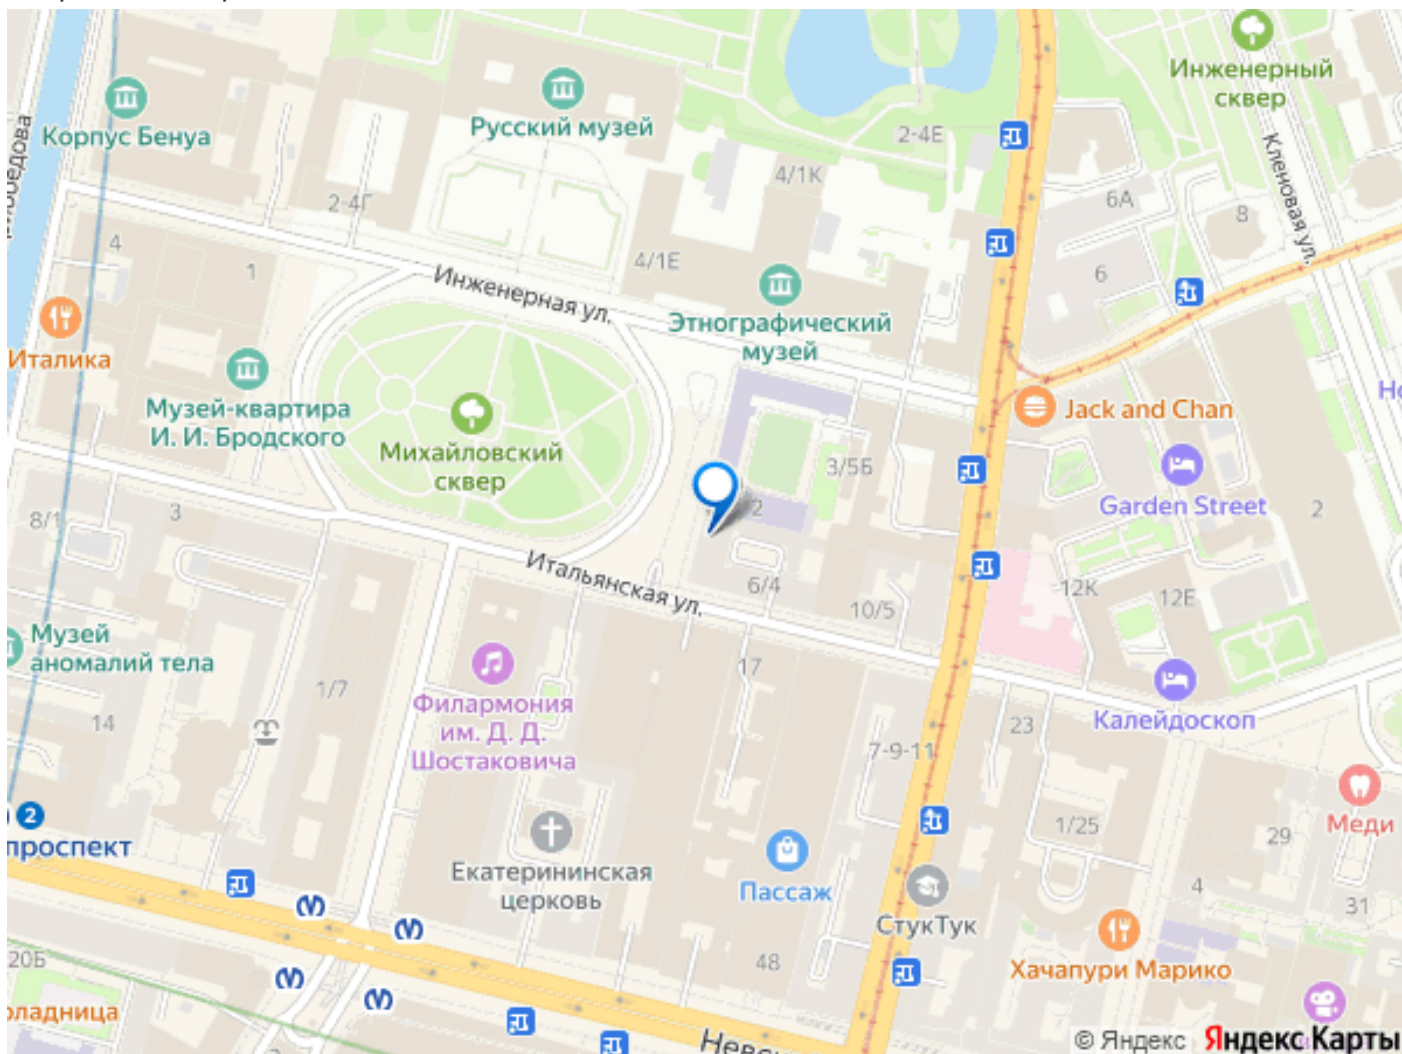 Инженерный
сквер
Корпус Бенуа
Русский музей
2-4Е
Кленовая ул.
4/1К
6А
8
2-4Г
4
1
4/1Е
6
Инженерная ул.
Италика
Этнографический
музей
Музей-квартира
И. И. Бродского
Jack and Chan
Михайловский
сквер
3/5Б
Garden Street
8/1
3
2
2
Итальянская ул.
6/4
10/5
12К
12Е
Музей
аномалий тела
1/7
17
Филармония
им. Д. Д.
Шостаковича
Калейдоскоп
14
23
7-9-11
2
проспект
1/25
29
Меди
Екатерининская
церковь
Пассаж
4
31
СтукТук
20Б
48
Хачапури Марико
оладница
Невс
© Яндекс Яндекс Карты